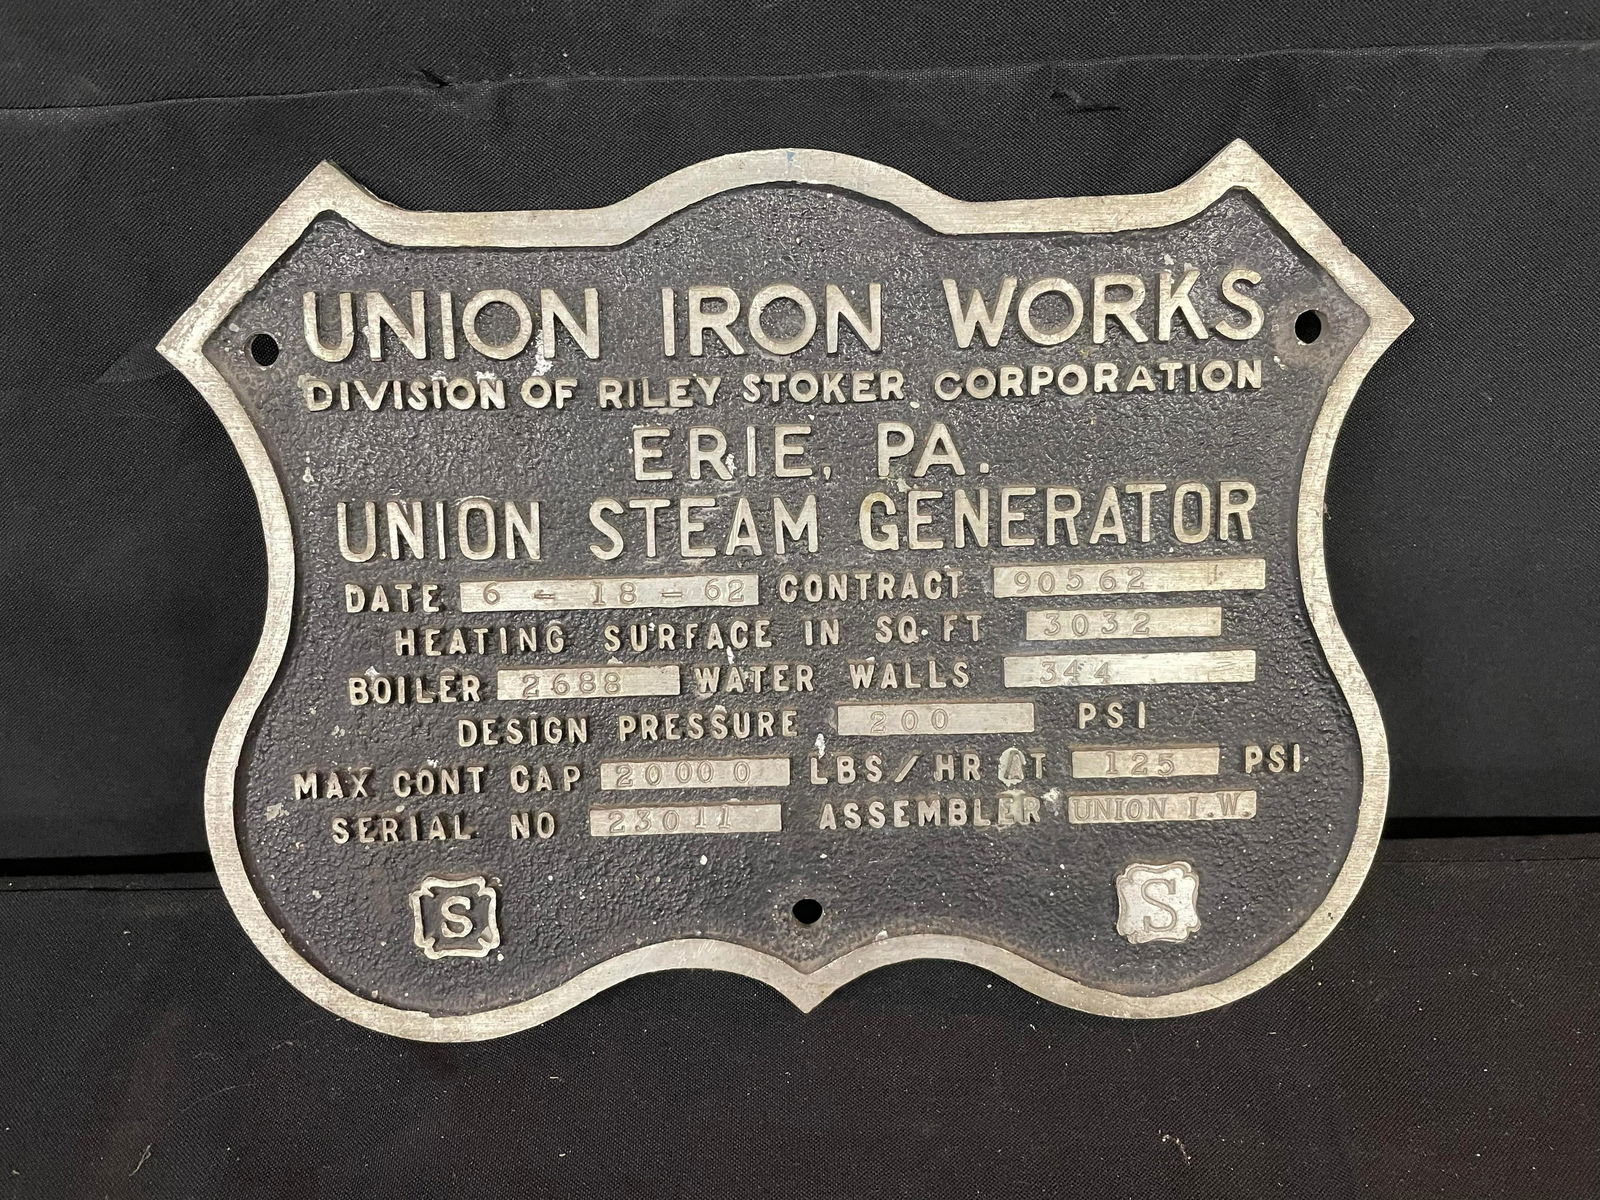 UNION IRON WORKS
DIVISION OF RILEY STOKER CORPORATION
ERIE, PA.
UNION STEAM GENERATOR
DATE 6 - 18 - 62 CONTRACT 90562
HEATING SURFACE IN SQ. FT 3032
BOILER 2688 WATER WALLS 344
DESIGN PRESSURE 200 PSI
MAX CONT CAP 20000 LBS/HR AT 125 PSI
SERIAL NO 23011 ASSEMBLER UNION I.W.
S S